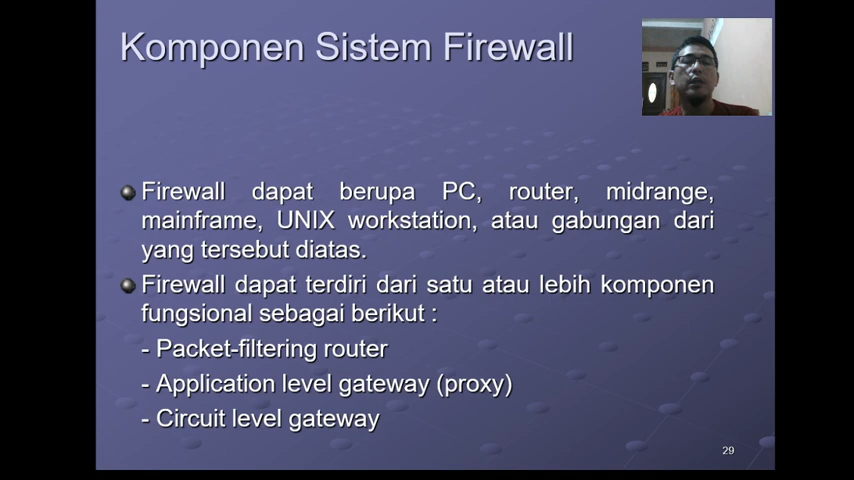 Komponen Sistem Firewall
Firewall dapat berupa PC, router, midrange,
mainframe, UNIX workstation, atau gabungan dari
yang tersebut diatas.
Firewall dapat terdiri dari satu atau lebih komponen
fungsional sebagai berikut :
- Packet-filtering router
- Application level gateway (proxy)
- Circuit level gateway
29